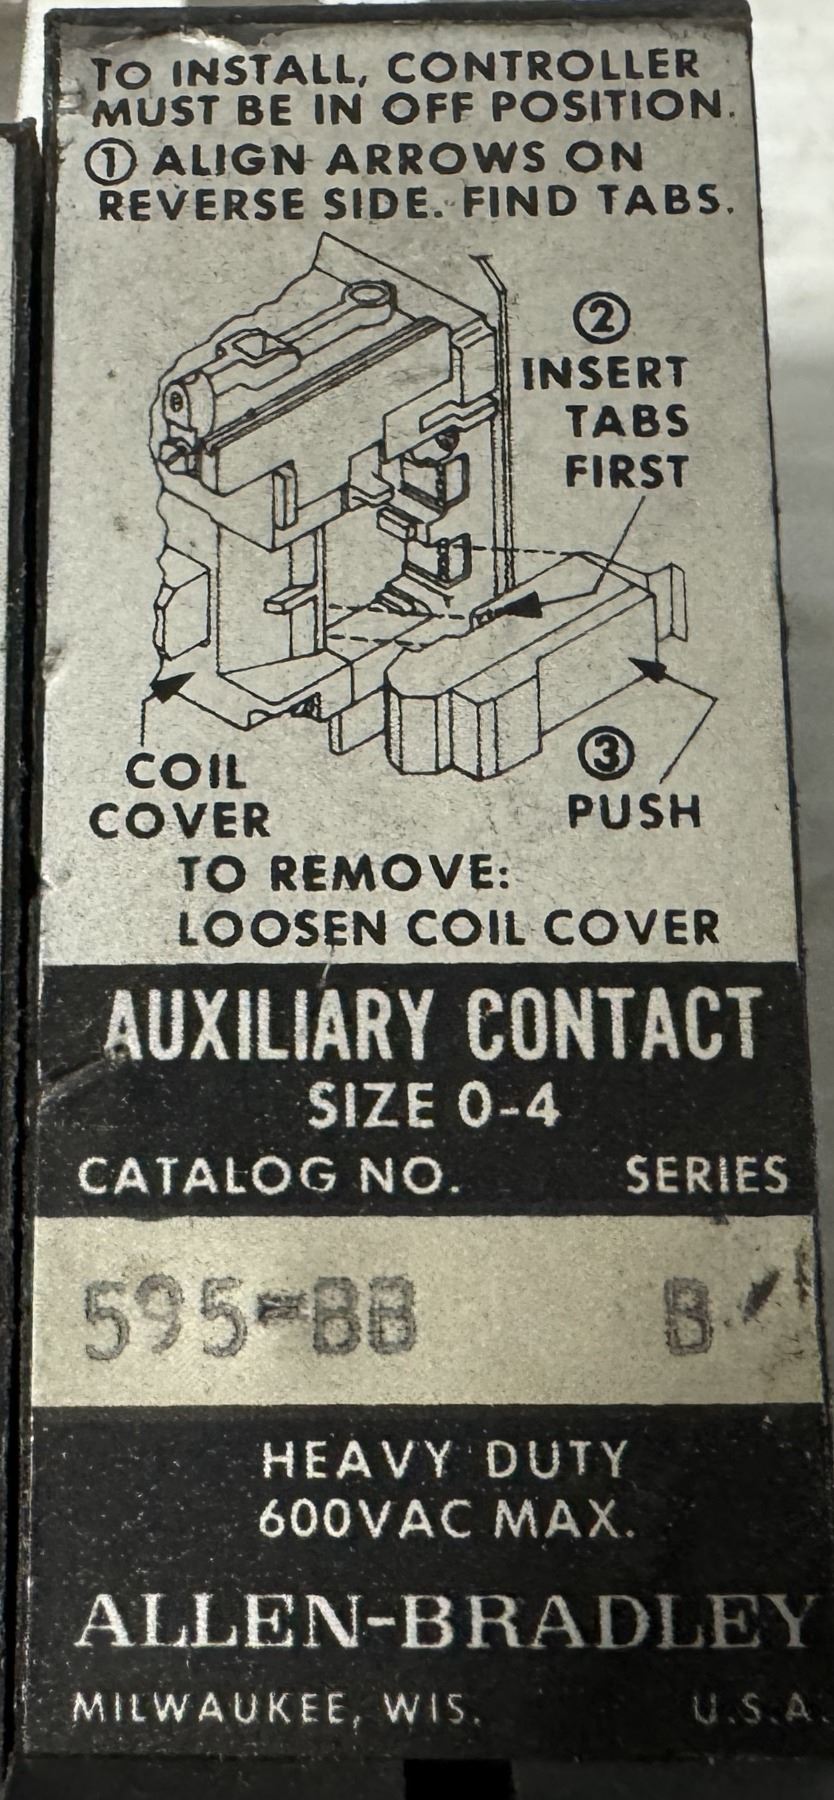 TO INSTALL, CONTROLLER
MUST BE IN OFF POSITION.
① ALIGN ARROWS ON
REVERSE SIDE. FIND TABS.
②
INSERT
TABS
FIRST
COIL
COVER
③
PUSH
TO REMOVE:
LOOSEN COIL COVER
AUXILIARY CONTACT
SIZE 0-4
CATALOG NO. SERIES
595-BB B
HEAVY DUTY
600VAC MAX.
ALLEN-BRADLEY
MILWAUKEE, WIS. U.S.A.